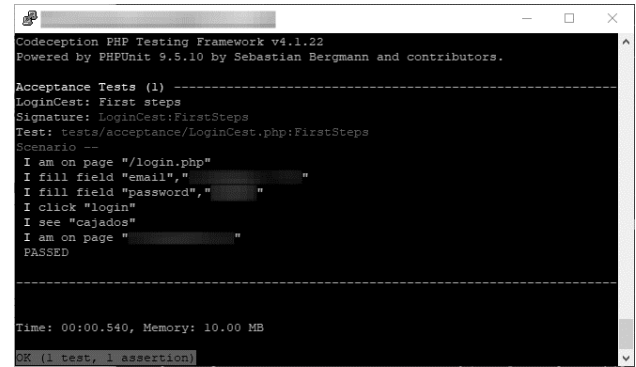 Codeception PHP Testing Framework v4.1.22
Powered by PHPUnit 9.5.10 by Sebastian Bergmann and contributors.
Acceptance Tests (1) ------------------------------------------------------------
LoginCest: First steps
Signature: LoginCest:FirstSteps
Test: tests/acceptance/LoginCest.php:FirstSteps
Scenario --
I am on page "/login.php"
I fill field "email",""
I fill field "password",""
I click "login"
I see "cajados"
I am on page ""
PASSED
---------------------------------------------------------------------------------
Time: 00:00.540, Memory: 10.00 MB
OK (1 test, 1 assertion)